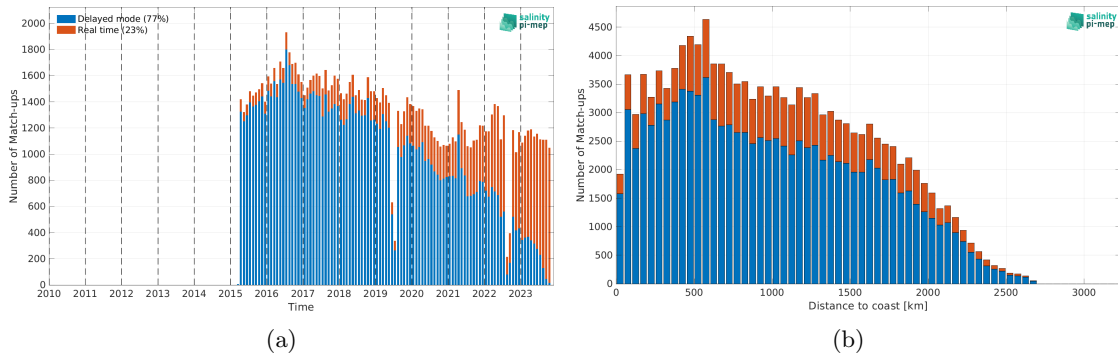 Delayed mode (77%)
Real time (23%)
salinity
pi-mep
Number of Match-ups
2000
1800
1600
1400
1200
1000
800
600
400
200
0
2010 2011 2012 2013 2014 2015 2016 2017 2018 2019 2020 2021 2022 2023
Time
(a)
salinity
pi-mep
Number of Match-ups
4500
4000
3500
3000
2500
2000
1500
1000
500
0
0 500 1000 1500 2000 2500 3000
Distance to coast [km]
(b)